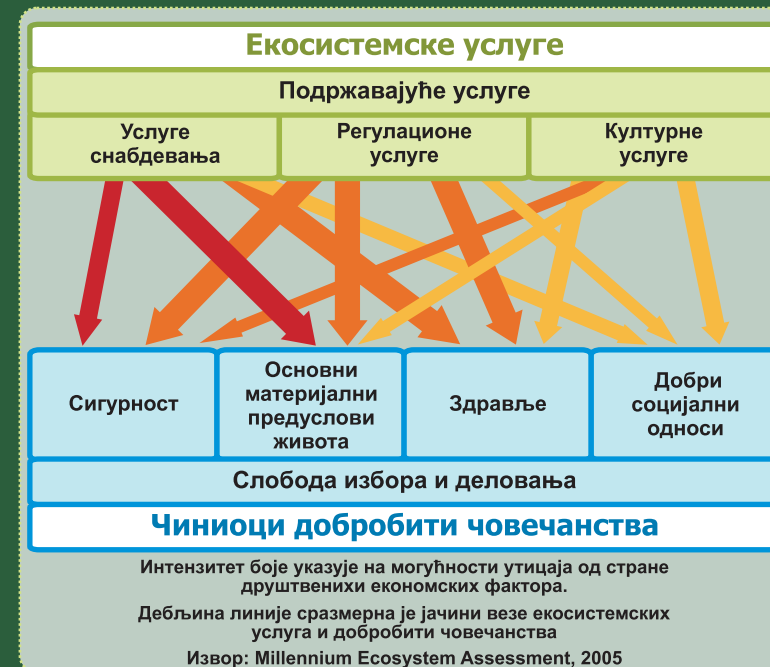 Екосистемске услуге
Подржавајуће услуге
Услуге
снабдевања
Регулационе
услуге
Културне
услуге
Сигурност
Основни
материјални
предуслови
живота
Здравље
Добри
социјални
односи
Слобода избора и деловања
Чиниоци добробити човечанства
Интензитет боје указује на могућности утицаја од стране
друштвенихи економских фактора.
Дебљина линије сразмерна је јачини везе екосистемских
услуга и добробити човечанства
Извор: Millennium Ecosystem Assessment, 2005